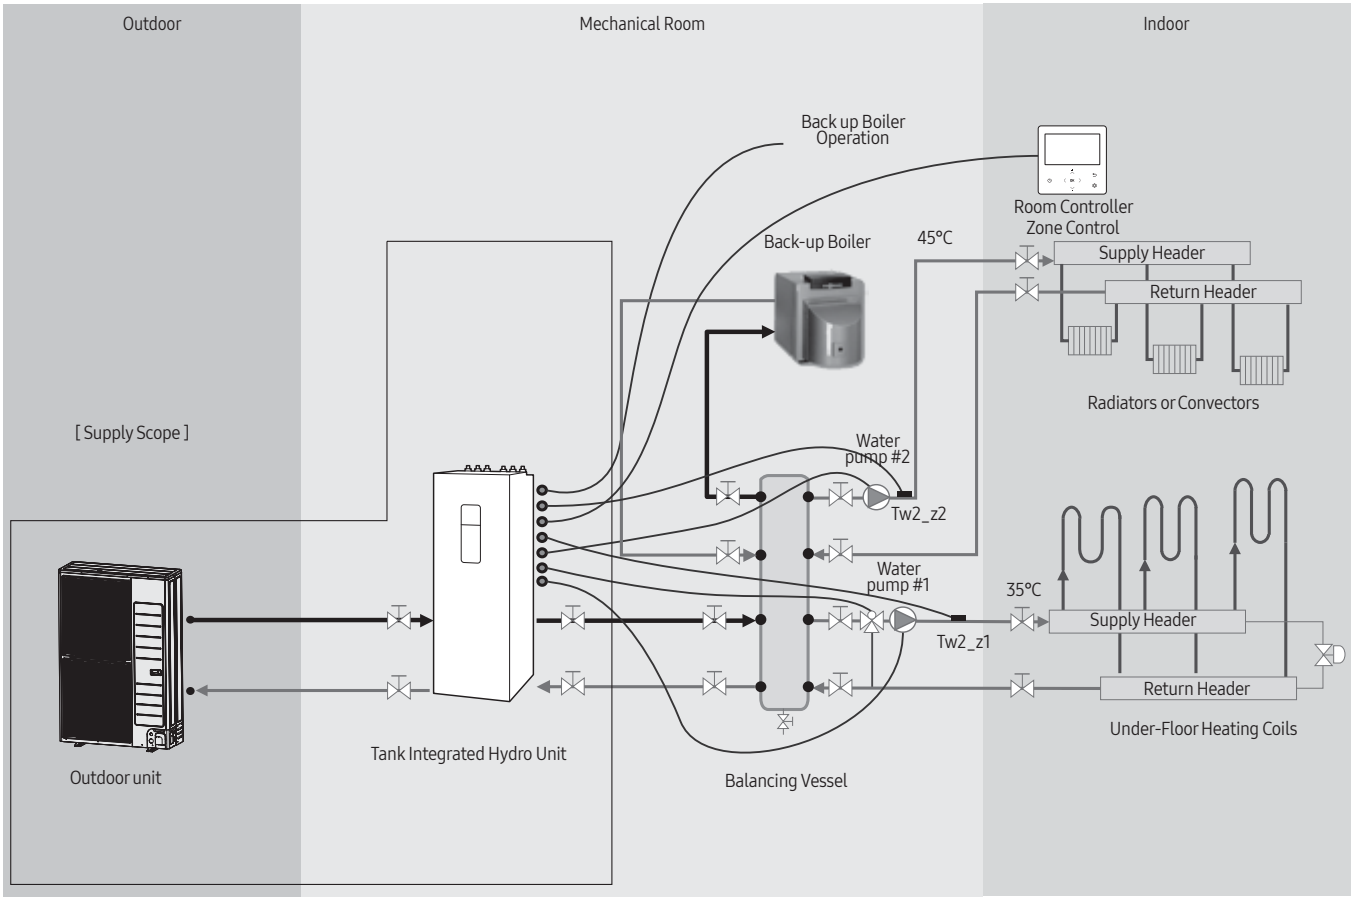 Outdoor
Mechanical Room
Indoor
Back up Boiler
Operation
Room Controller
Zone Control
Back-up Boiler
45°C
Supply Header
Return Header
Radiators or Convectors
[ Supply Scope ]
Water
pump #2
Tw2_z2
Water
pump #1
35°C
Supply Header
Tw2_z1
Return Header
Under-Floor Heating Coils
Tank Integrated Hydro Unit
Outdoor unit
Balancing Vessel